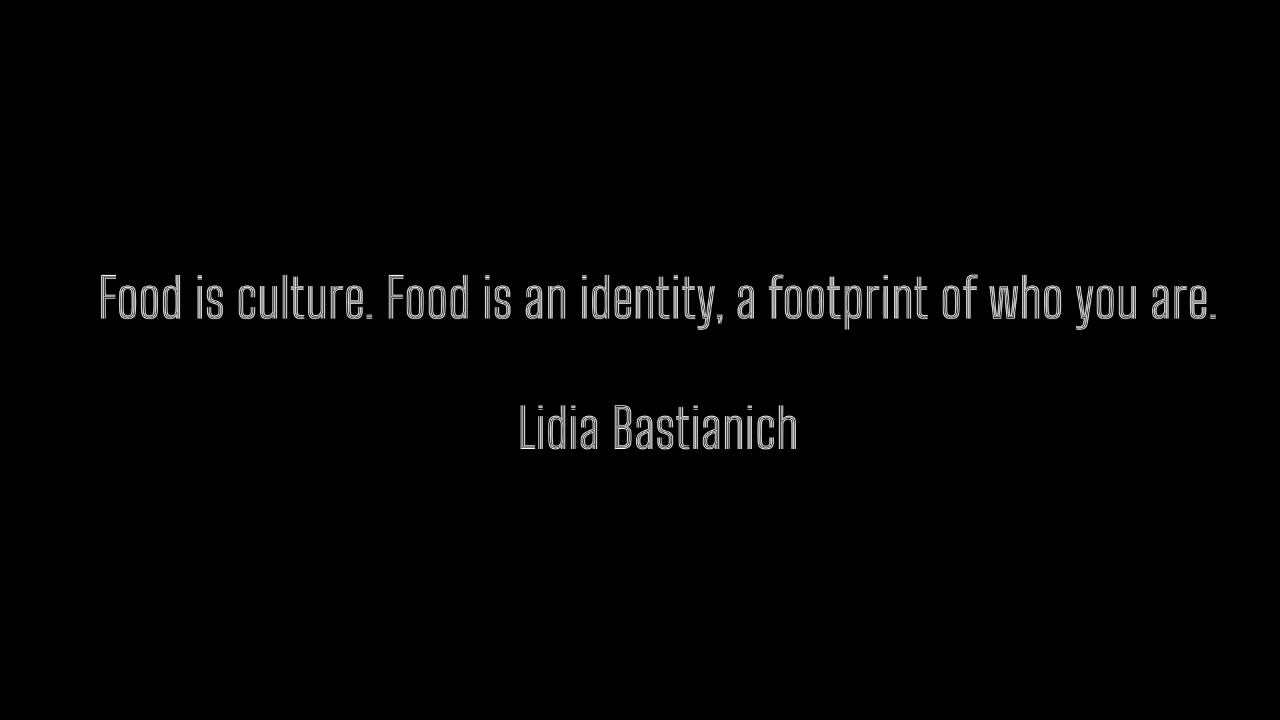 Food is culture. Food is an identity, a footprint of who you are.
Lidia Bastianich